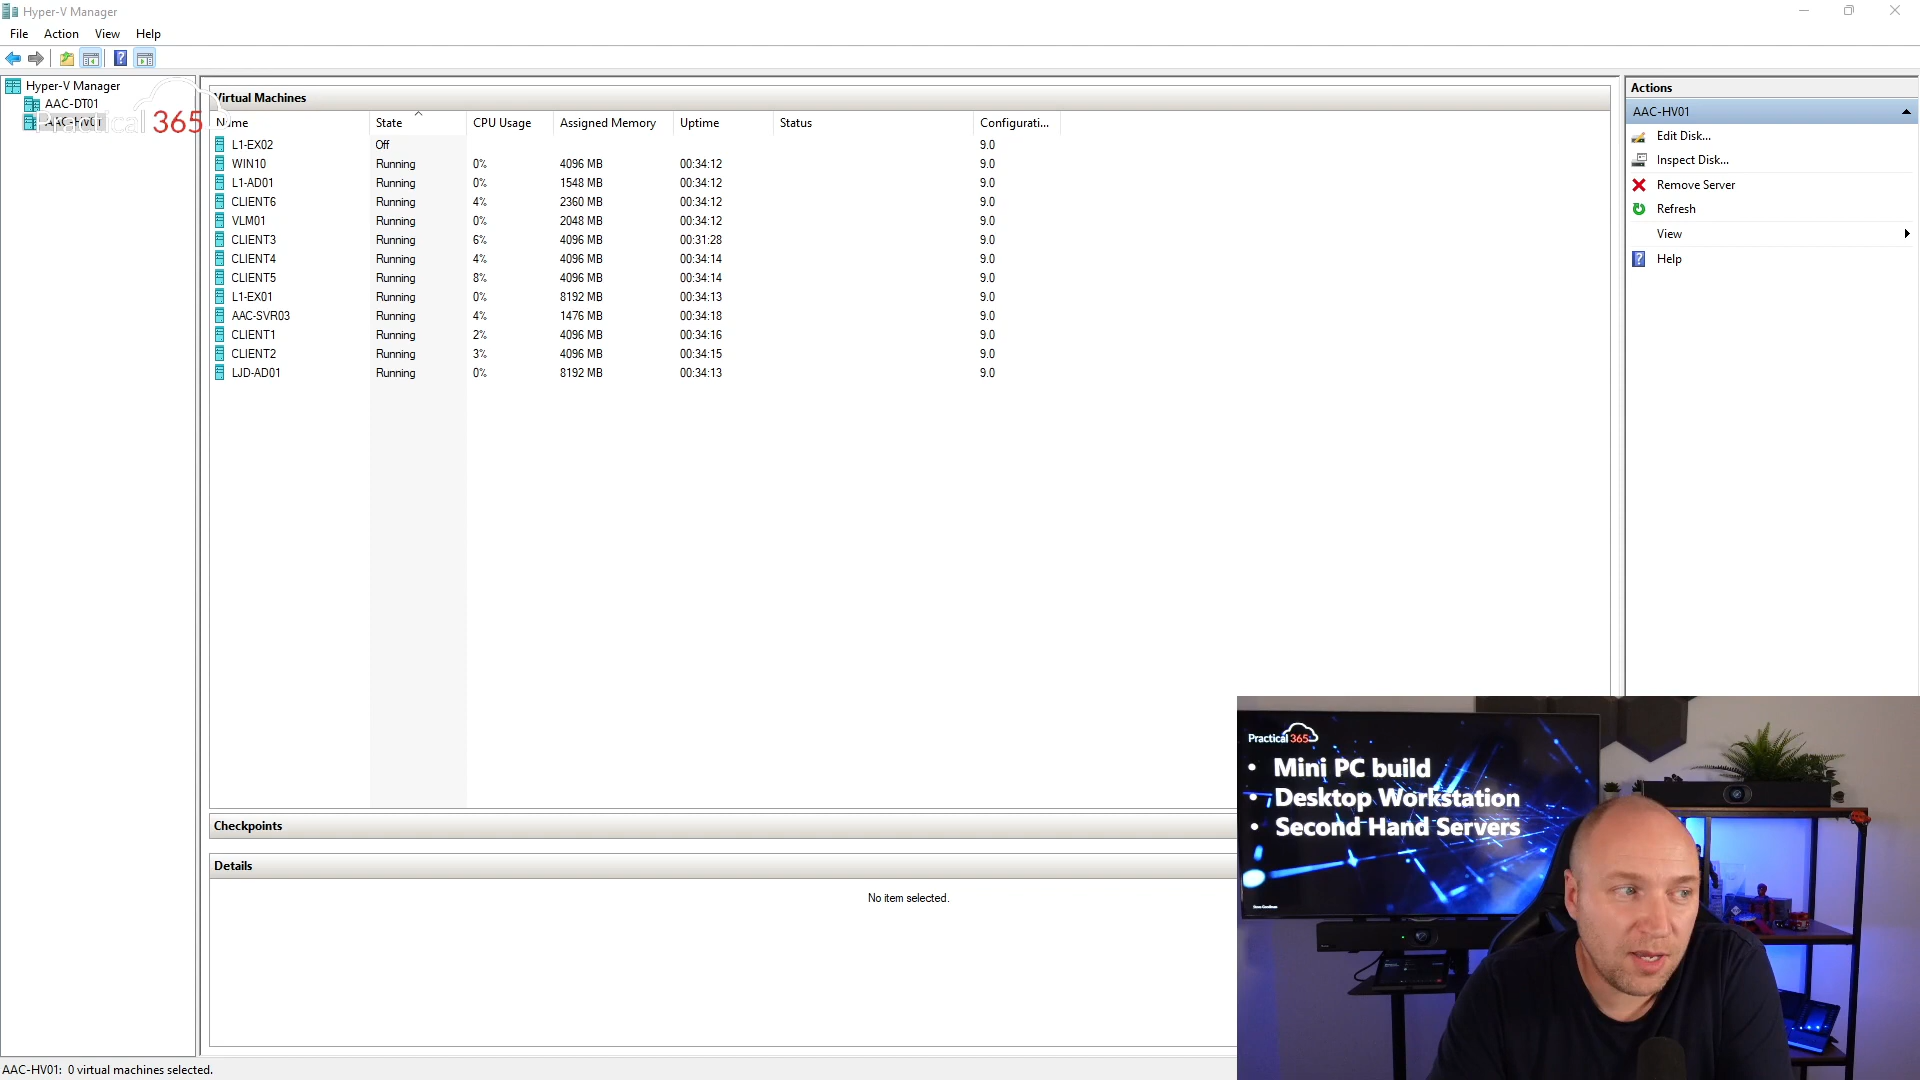 Hyper-V Manager
File Action View Help
Hyper-V Manager
AAC-DT01
AAC-HV01
Practical 365
Virtual Machines
Name State CPU Usage Assigned Memory Uptime Status Configurati...
L1-EX02 Off 9.0
WIN10 Running 0% 4096 MB 00:34:12 9.0
L1-AD01 Running 0% 1548 MB 00:34:12 9.0
CLIENT6 Running 4% 2360 MB 00:34:12 9.0
VLM01 Running 0% 2048 MB 00:34:12 9.0
CLIENT3 Running 6% 4096 MB 00:31:28 9.0
CLIENT4 Running 4% 4096 MB 00:34:14 9.0
CLIENT5 Running 8% 4096 MB 00:34:14 9.0
L1-EX01 Running 0% 8192 MB 00:34:13 9.0
AAC-SVR03 Running 4% 1476 MB 00:34:18 9.0
CLIENT1 Running 2% 4096 MB 00:34:16 9.0
CLIENT2 Running 3% 4096 MB 00:34:15 9.0
LJD-AD01 Running 0% 8192 MB 00:34:13 9.0
Checkpoints
Details
No item selected.
Actions
AAC-HV01
Edit Disk...
Inspect Disk...
Remove Server
Refresh
View
Help
Practical 365
• Mini PC build
• Desktop Workstation
• Second Hand Servers
AAC-HV01: 0 virtual machines selected.